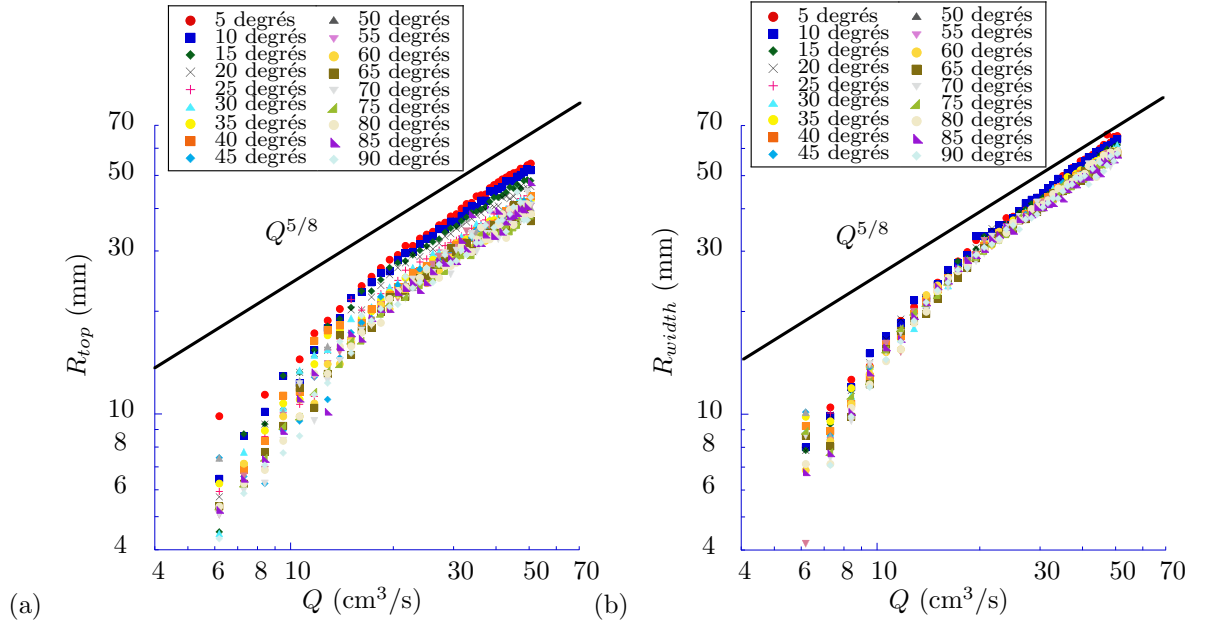 5 degrés
10 degrés
15 degrés
20 degrés
25 degrés
30 degrés
35 degrés
40 degrés
45 degrés
50 degrés
55 degrés
60 degrés
65 degrés
70 degrés
75 degrés
80 degrés
85 degrés
90 degrés
70
50
30
10
8
6
4
R_top (mm)
Q^5/8
4
6
8
10
30
50
70
Q (cm³/s)
(a)
5 degrés
10 degrés
15 degrés
20 degrés
25 degrés
30 degrés
35 degrés
40 degrés
45 degrés
50 degrés
55 degrés
60 degrés
65 degrés
70 degrés
75 degrés
80 degrés
85 degrés
90 degrés
70
50
30
10
8
6
4
R_width (mm)
Q^5/8
4
6
8
10
30
50
70
Q (cm³/s)
(b)